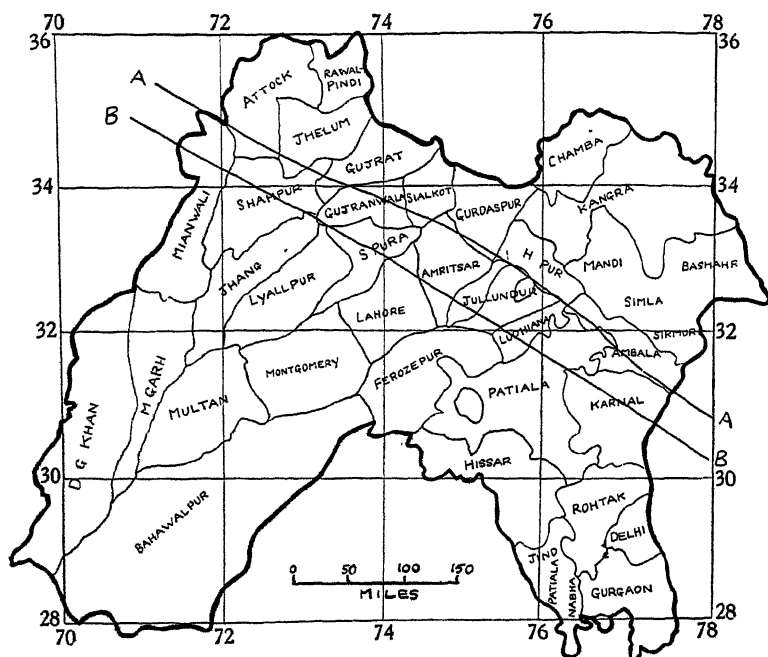 70 72 74 76 78
36 36
A
ATTOCK
RAWAL-
PINDI
B
JHELUM
GUJRAT
CHAMBA
34 34
SHAHPUR
GUJRANWALA
SIALKOT
GURDASPUR
KANGRA
MIANWALI
S PURA
AMRITSAR
H PUR
MANDI
BASHAHR
JHANG
LYALLPUR
JULLUNDUR
SIMLA
LAHORE
32 32
LUDHIANA
SIRMUR
AMBALA
M GARH
MULTAN
MONTGOMERY
FEROZEPUR
PATIALA
KARNAL
A
D G KHAN
B
HISSAR
30 30
BAHAWALPUR
ROHTAK
DELHI
JIND
PATIALA
NABHA
GURGAON
0 50 100 150
MILES
28 28
70 72 74 76 78